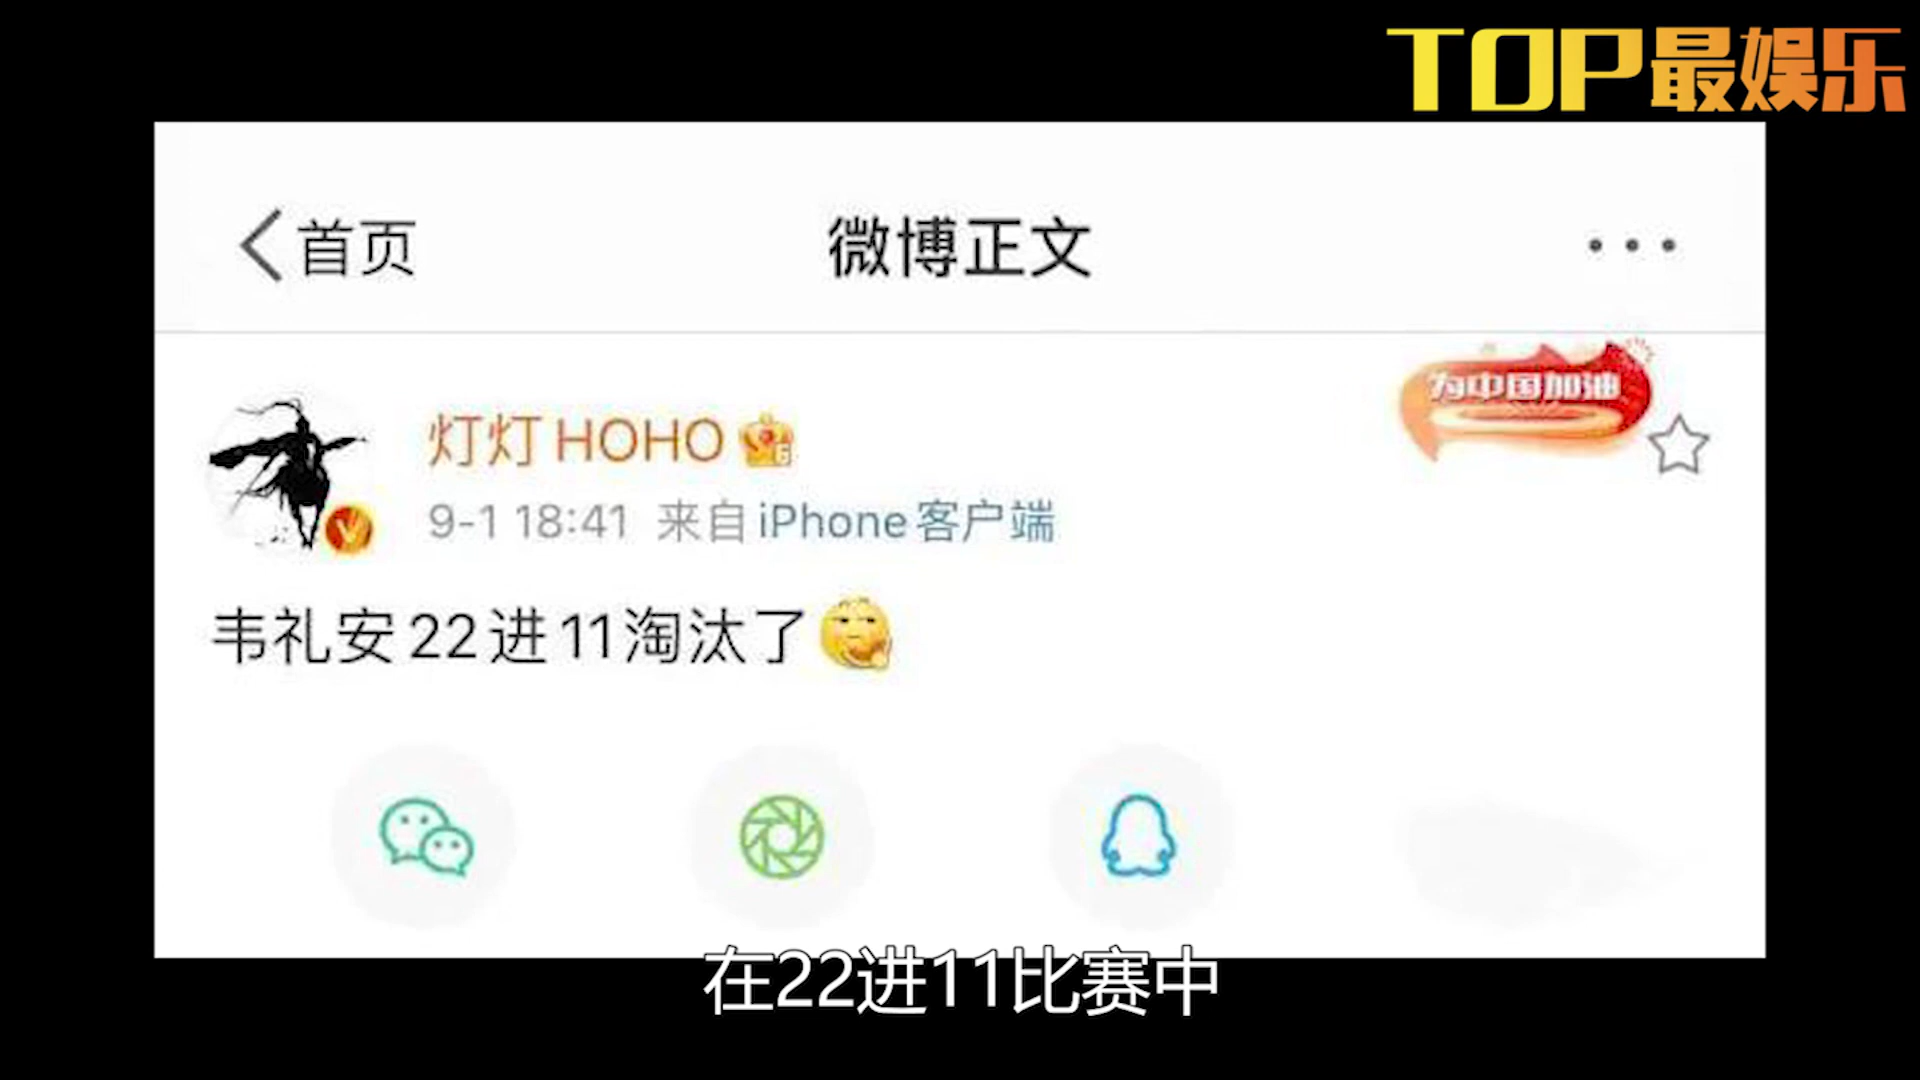 TOP最娱乐
首页
微博正文
为中国加油
灯灯HOHO
6
9-1 18:41 来自iPhone客户端
韦礼安22进11淘汰了
在22进11比赛中